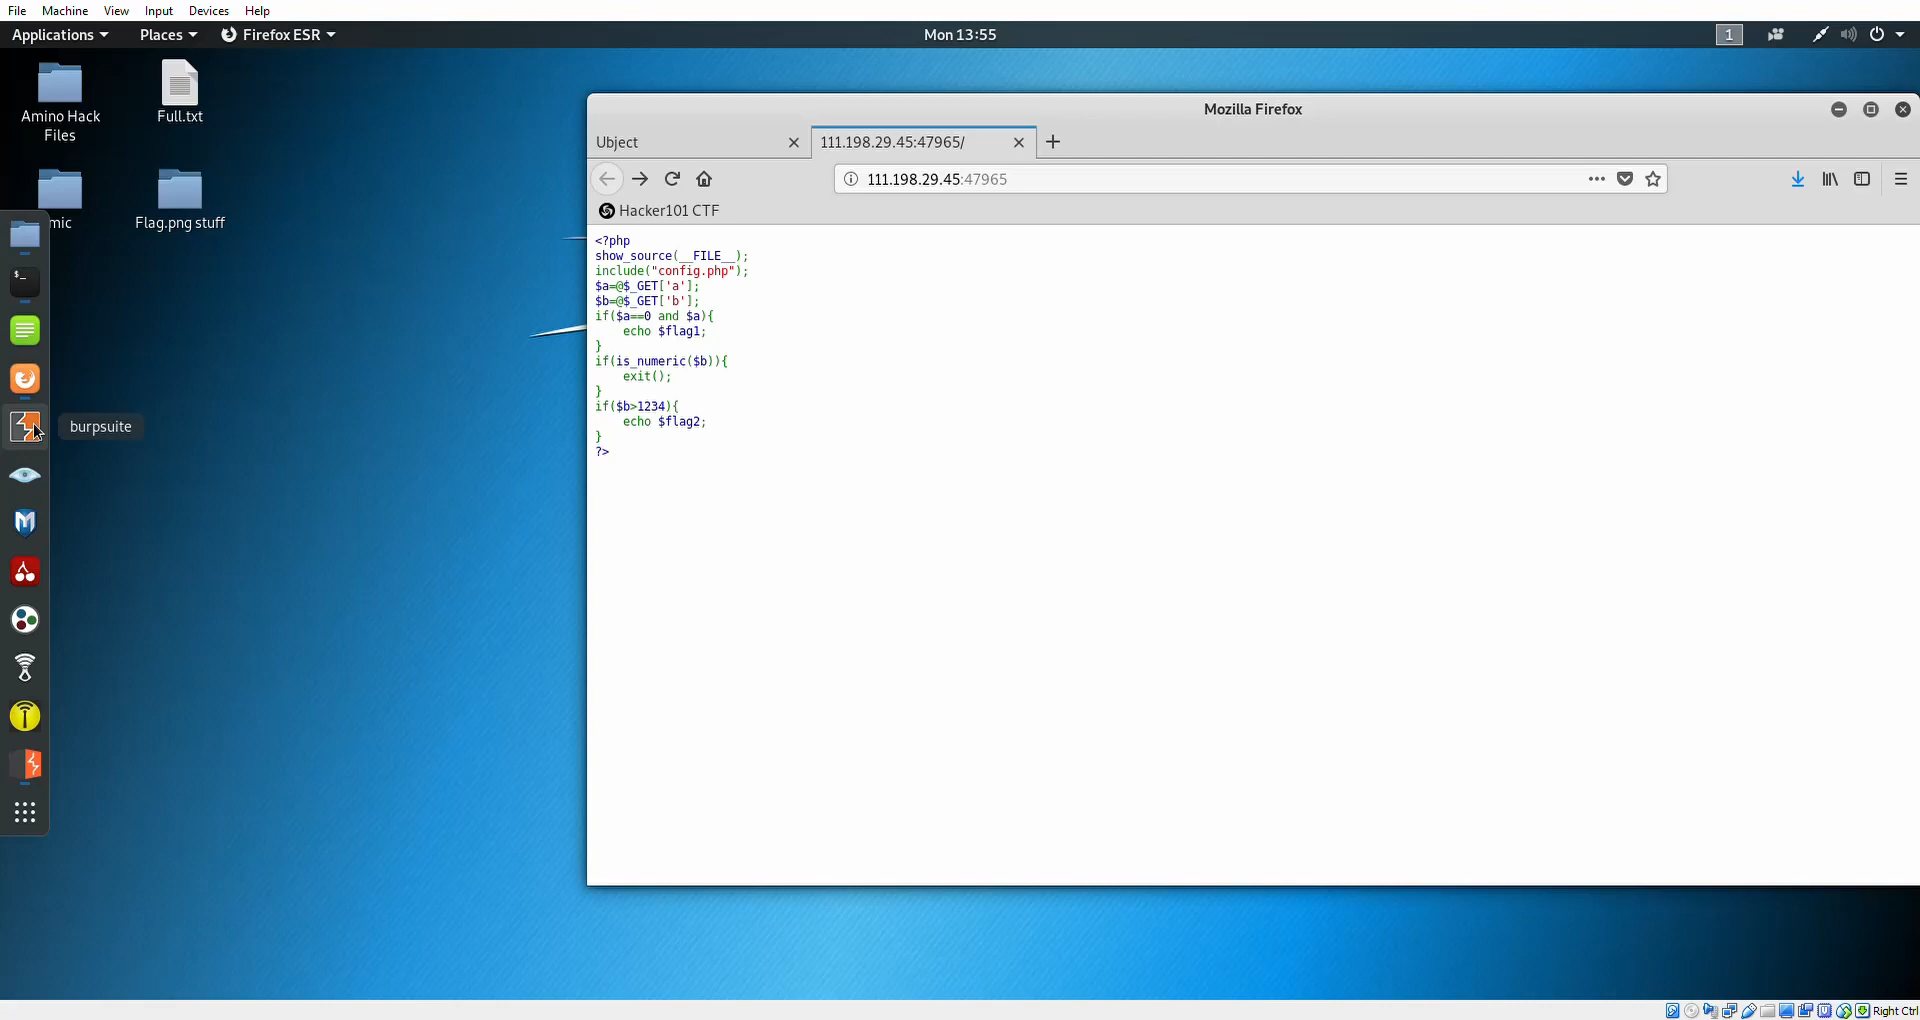 File Machine View Input Devices Help
Applications Places Firefox ESR Mon 13:55 1
Amino Hack
Files
Full.txt
mic
Flag.png stuff
burpsuite
Mozilla Firefox
Ubject 111.198.29.45:47965/
111.198.29.45:47965
Hacker101 CTF
<?php
show_source(__FILE__);
include("config.php");
$a=@$_GET['a'];
$b=@$_GET['b'];
if($a==0 and $a){
    echo $flag1;
}
if(is_numeric($b)){
    exit();
}
if($b>1234){
    echo $flag2;
}
?>
Right Ctrl